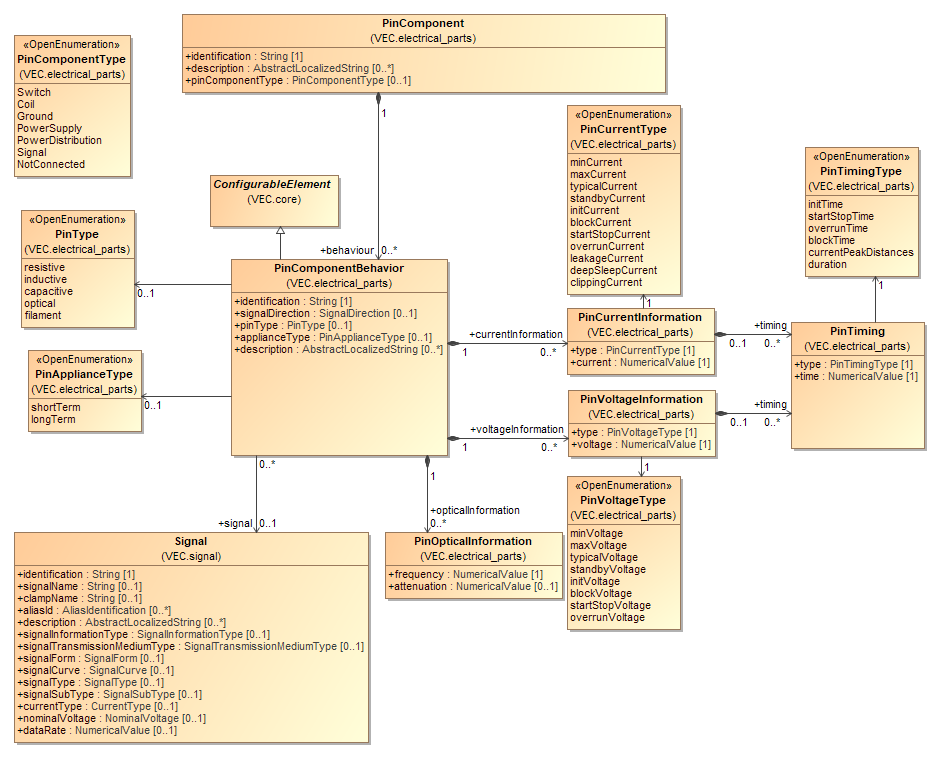 PinComponent
(VEC.electrical_parts)
+identification : String [1]
+description : AbstractLocalizedString [0..*]
+pinComponentType : PinComponentType [0..1]
1
«OpenEnumeration»
PinComponentType
(VEC.electrical_parts)
Switch
Coil
Ground
PowerSupply
PowerDistribution
Signal
NotConnected
«OpenEnumeration»
PinCurrentType
(VEC.electrical_parts)
minCurrent
maxCurrent
typicalCurrent
standbyCurrent
initCurrent
blockCurrent
startStopCurrent
overrunCurrent
leakageCurrent
deepSleepCurrent
clippingCurrent
1
«OpenEnumeration»
PinTimingType
(VEC.electrical_parts)
initTime
startStopTime
overrunTime
blockTime
currentPeakDistances
duration
1
ConfigurableElement
(VEC.core)
+behaviour
0..*
«OpenEnumeration»
PinType
(VEC.electrical_parts)
resistive
inductive
capacitive
optical
filament
0..1
PinComponentBehavior
(VEC.electrical_parts)
+identification : String [1]
+signalDirection : SignalDirection [0..1]
+pinType : PinType [0..1]
+applianceType : PinApplianceType [0..1]
+description : AbstractLocalizedString [0..*]
+currentInformation
1
0..*
PinCurrentInformation
(VEC.electrical_parts)
+type : PinCurrentType [1]
+current : NumericalValue [1]
+timing
0..1
0..*
PinTiming
(VEC.electrical_parts)
+type : PinTimingType [1]
+time : NumericalValue [1]
«OpenEnumeration»
PinApplianceType
(VEC.electrical_parts)
shortTerm
longTerm
0..1
+voltageInformation
1
0..*
PinVoltageInformation
(VEC.electrical_parts)
+type : PinVoltageType [1]
+voltage : NumericalValue [1]
+timing
0..1
0..*
1
«OpenEnumeration»
PinVoltageType
(VEC.electrical_parts)
minVoltage
maxVoltage
typicalVoltage
standbyVoltage
initVoltage
blockVoltage
startStopVoltage
overrunVoltage
0..*
+signal
0..1
1
+opticalInformation
0..*
PinOpticalInformation
(VEC.electrical_parts)
+frequency : NumericalValue [1]
+attenuation : NumericalValue [0..1]
Signal
(VEC.signal)
+identification : String [1]
+signalName : String [0..1]
+clampName : String [0..1]
+aliasId : AliasIdentification [0..*]
+description : AbstractLocalizedString [0..*]
+signalInformationType : SignalInformationType [0..1]
+signalTransmissionMediumType : SignalTransmissionMediumType [0..1]
+signalForm : SignalForm [0..1]
+signalCurve : SignalCurve [0..1]
+signalType : SignalType [0..1]
+signalSubType : SignalSubType [0..1]
+currentType : CurrentType [0..1]
+nominalVoltage : NominalVoltage [0..1]
+dataRate : NumericalValue [0..1]